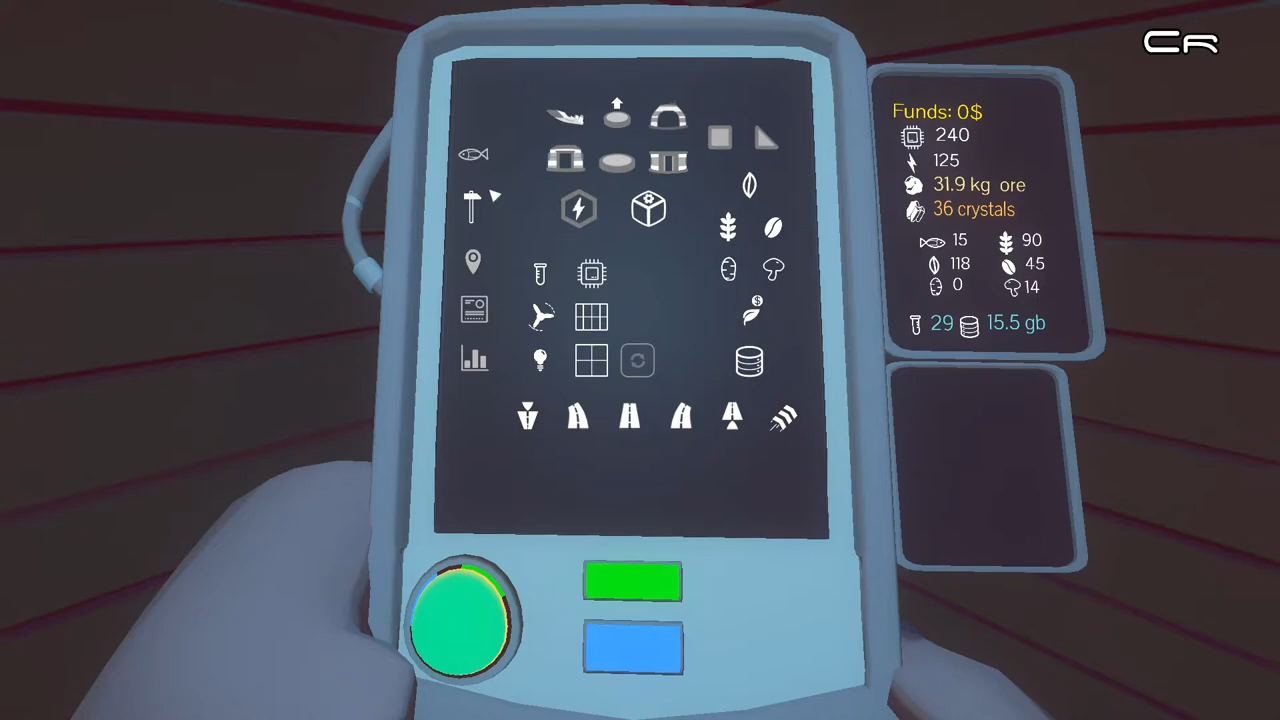 CR
Funds: 0$
240
125
31.9 kg ore
36 crystals
15 90
118 45
0 14
29 15.5 gb